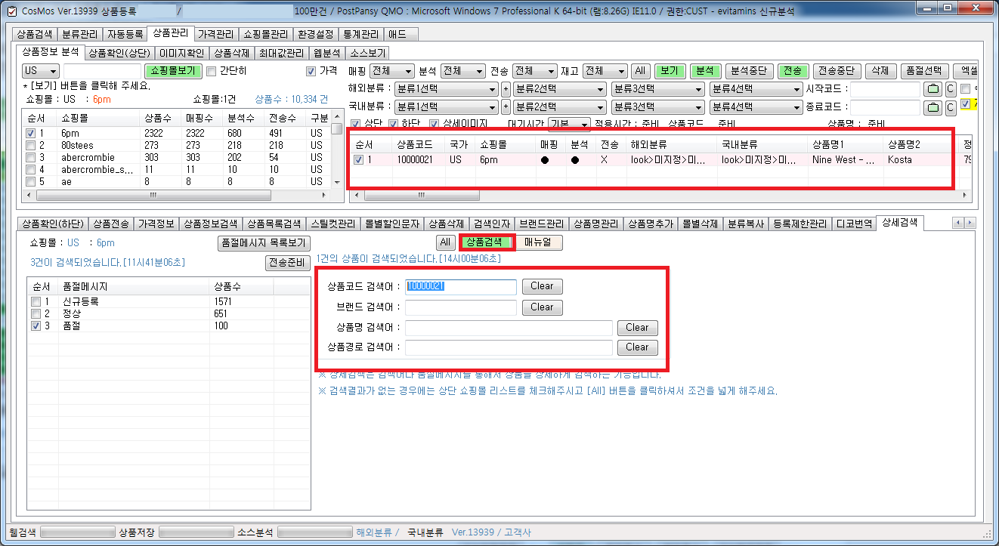 CosMos Ver.13939 상품등록 / 100만건 / PostPansy QMO : Microsoft Windows 7 Professional K 64-bit (램:8.26G) IE11.0 / 권한:CUST - evitamins 신규분석
상품검색 분류관리 자동등록 상품관리 가격관리 쇼핑몰관리 환경설정 통계관리 애드
상품정보 분석 상품확인(상단) 이미지확인 상품삭제 최대값관리 웹분석 소스보기
US 쇼핑몰보기 간단히 가격 매핑 전체 분석 전체 전송 전체 재고 전체 All 보기 분석 분석중단 전송 전송중단 삭제 품절선택 엑셀
* [보기] 버튼을 클릭해 주세요. 해외분류 : 분류1선택 + 분류2선택 분류3선택 분류4선택 시작코드 : C
쇼핑몰 : US : 6pm 쇼핑몰:1건 상품수 : 10,334 건 국내분류 : 분류1선택 + 분류2선택 분류3선택 분류4선택 종료코드 : C
상단 하단 상세이미지 대기시간 기본 적용시간 : 준비 상품코드 준비 상품명 : 준비
순서 쇼핑몰 상품수 매핑수 분석수 전송수 구분
1 6pm 2322 2322 680 491 US
2 80stees 273 273 218 218 US
3 abercrombie 303 303 202 54 US
4 abercrombie_s... 11 11 10 10 US
5 ae 8 8 8 8 US
순서 상품코드 국가 쇼핑몰 매핑 분석 전송 해외분류 국내분류 상품명1 상품명2 정
1 10000021 US 6pm ● ● X look>미지정>미... look>미지정>미... Nine West - ... Kosta 79
상품확인(하단) 상품전송 가격정보 상품정보검색 상품목록검색 스틸컷관리 몰별할인문자 상품삭제 검색인자 브랜드관리 상품명관리 상품명추가 몰별삭제 분류복사 등록제한관리 디코번역 상세검색
쇼핑몰 : US : 6pm 품절메시지 목록보기 All 상품검색 매뉴얼
3건이 검색되었습니다.[11시41분06초] 전송준비 1건의 상품이 검색되었습니다.[14시00분06초]
순서 품절메시지 상품수
1 신규등록 1571
2 정상 651
3 품절 100
상품코드 검색어 : 10000021 Clear
브랜드 검색어 : Clear
상품명 검색어 : Clear
상품경로 검색어 : Clear
※ 상세검색은 검색어나 품절메시지를 통해서 상품을 상세하게 검색하는 기능입니다.
※ 검색결과가 없는 경우에는 상단 쇼핑몰 리스트를 체크해주시고 [All] 버튼을 클릭하셔서 조건을 넓게 해주세요.
웹검색 상품저장 소스분석 해외분류 / 국내분류 Ver.13939 / 고객사